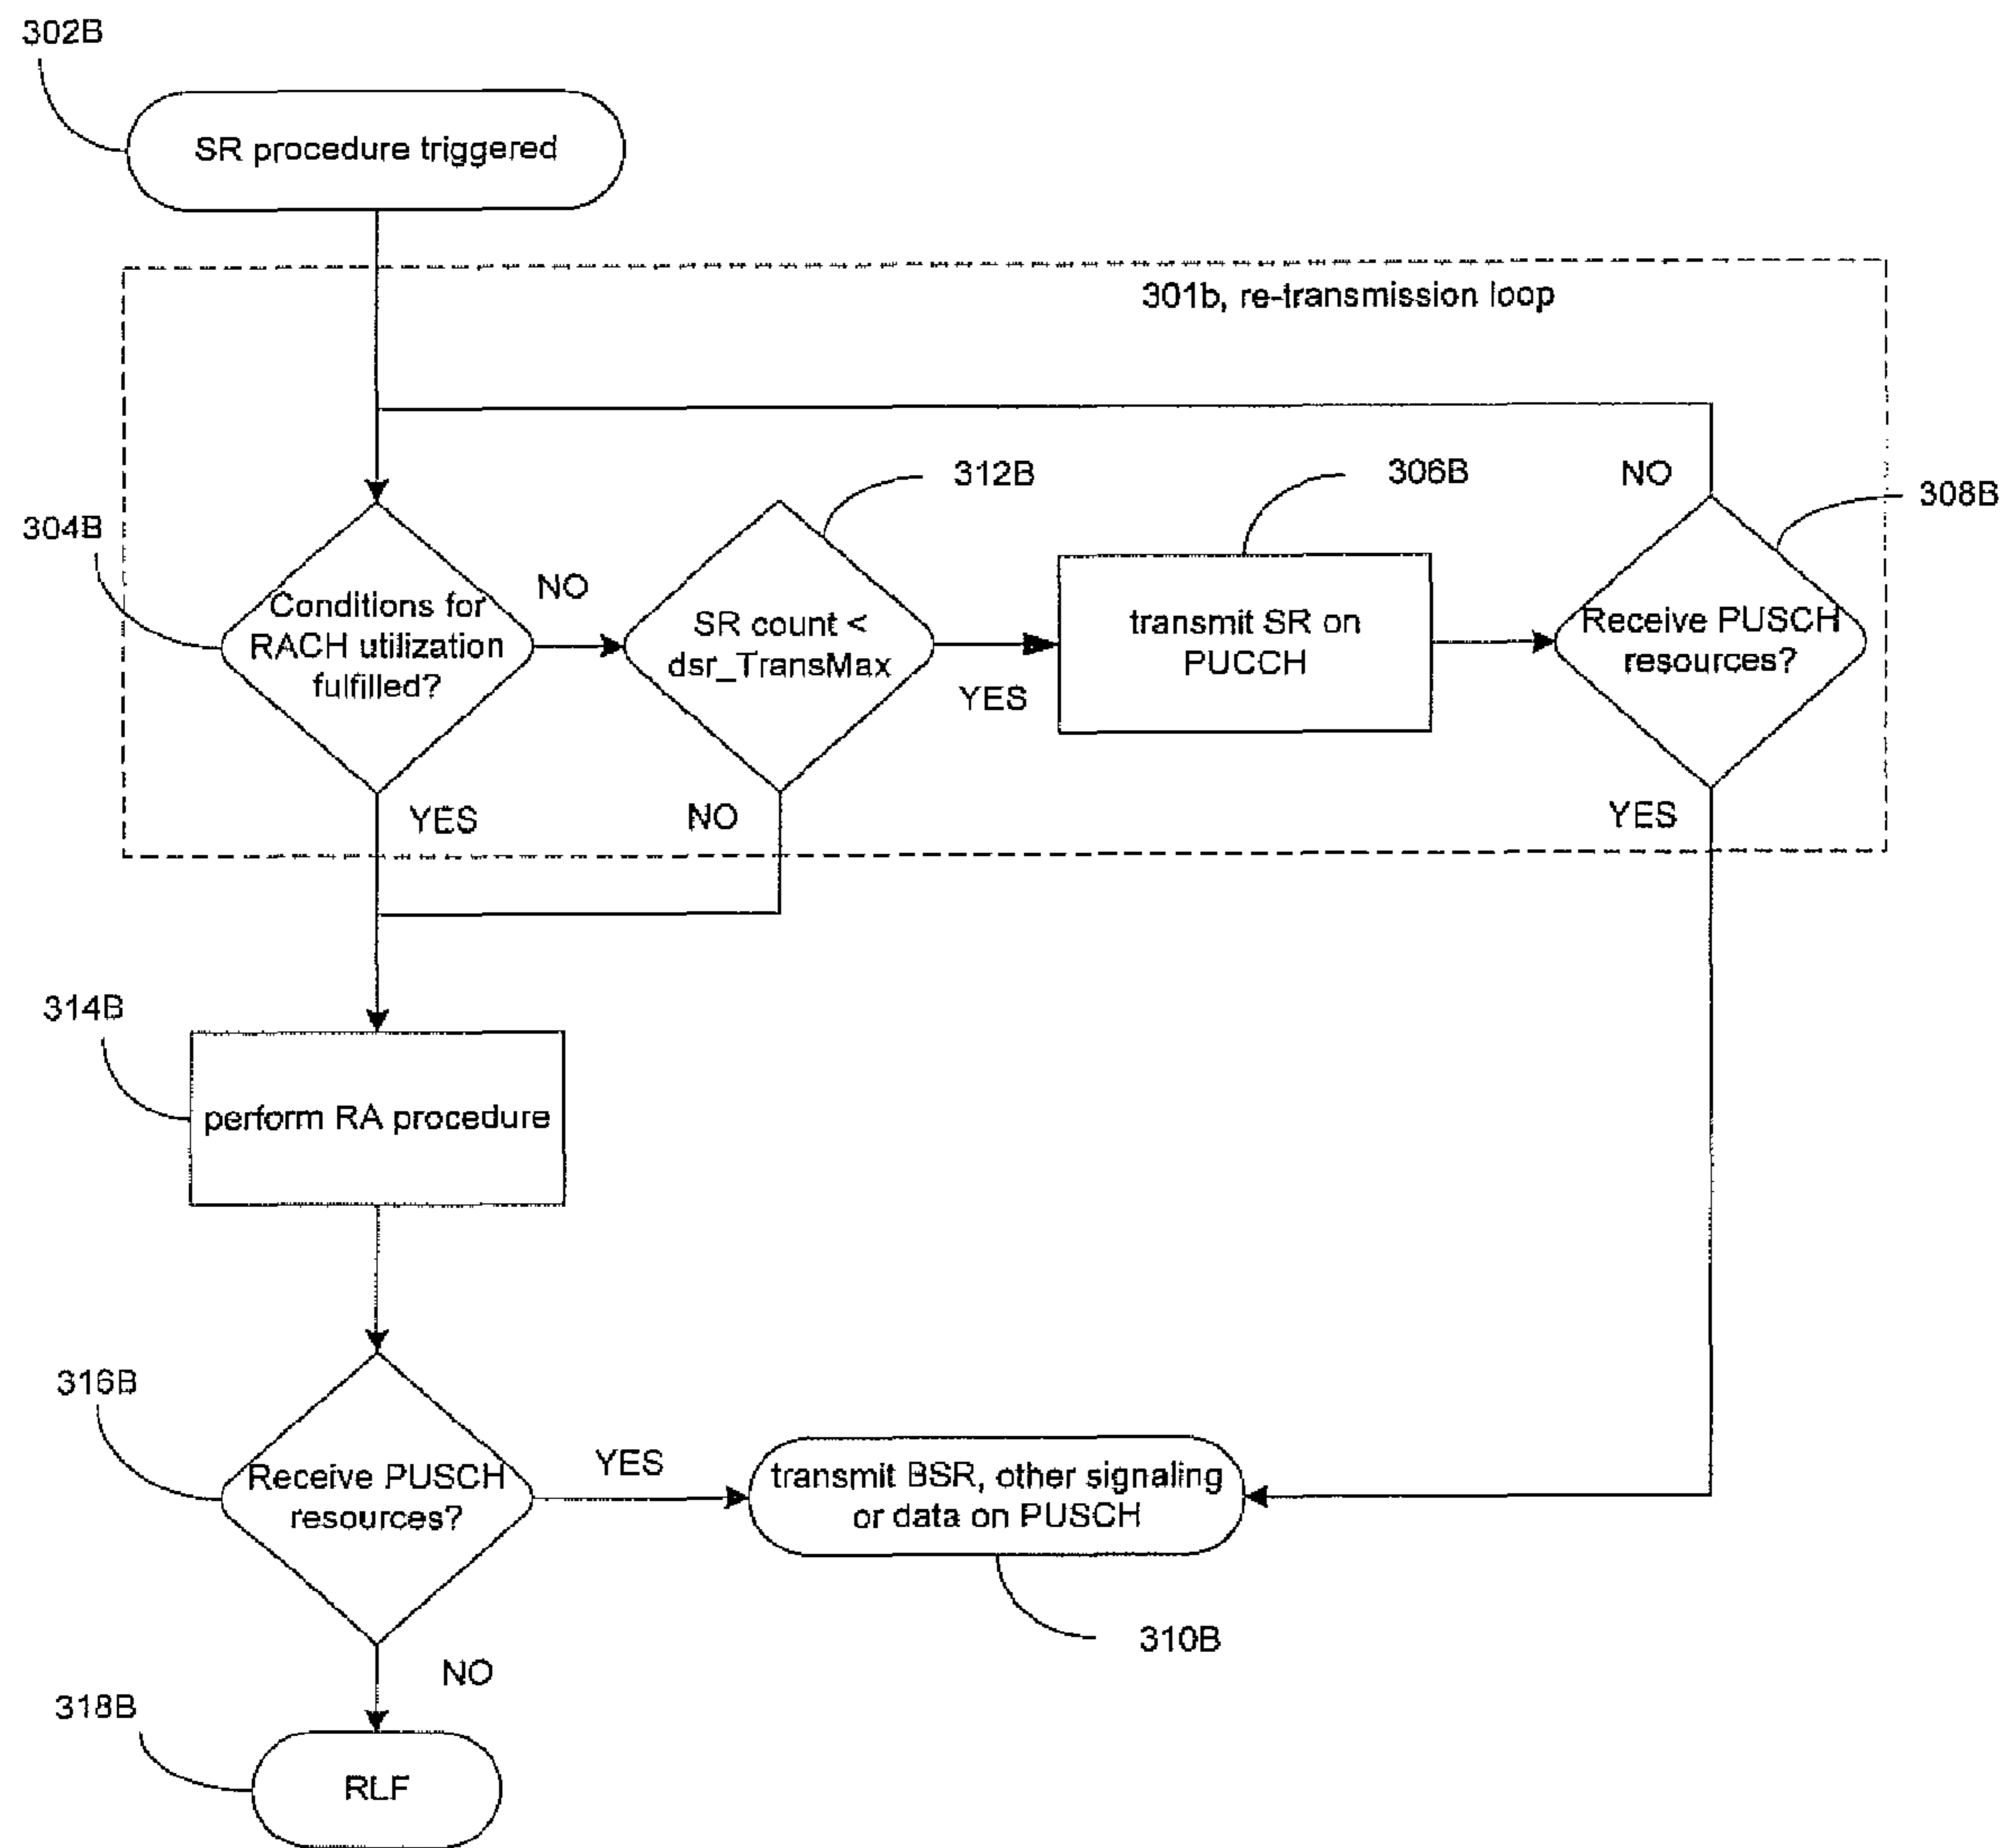 302B
SR procedure triggered
301b, re-transmission loop
312B
306B
NO
308B
304B
Conditions for
RACH utilization
fulfilled?
NO
SR count <
dsr_TransMax
YES
transmit SR on
PUCCH
Receive PUSCH
resources?
YES
NO
YES
314B
perform RA procedure
316B
Receive PUSCH
resources?
YES
transmit BSR, other signaling
or data on PUSCH
310B
NO
318B
RLF